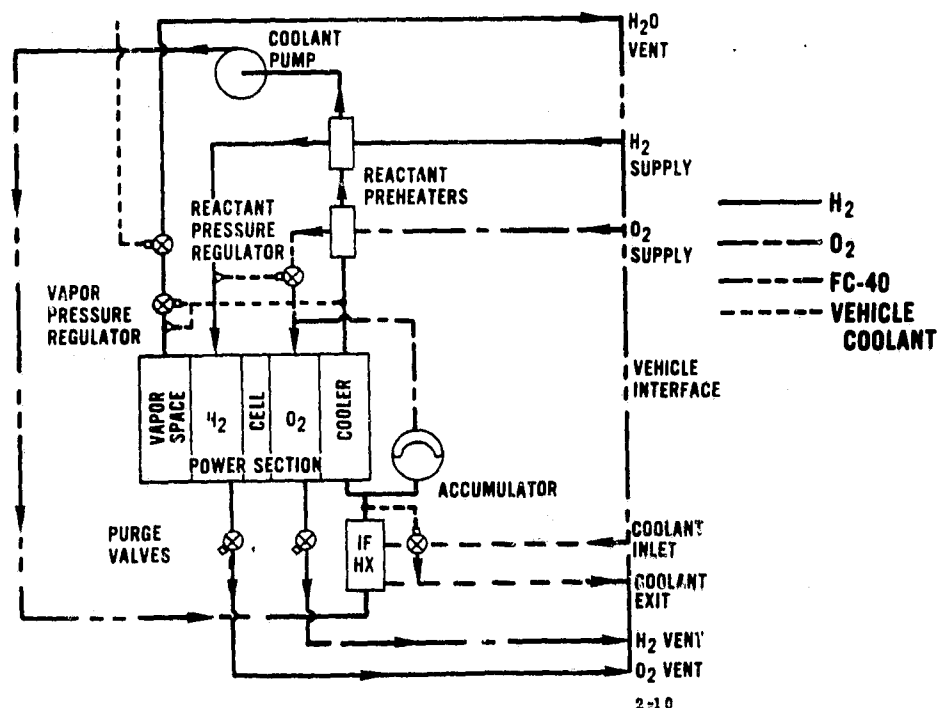 COOLANT
PUMP
H2O
VENT
H2
SUPPLY
REACTANT
PREHEATERS
REACTANT
PRESSURE
REGULATOR
O2
SUPPLY
H2
O2
FC-40
VEHICLE
COOLANT
VAPOR
PRESSURE
REGULATOR
VEHICLE
INTERFACE
VAPOR
SPACE
H2
CELL
O2
COOLER
POWER SECTION
ACCUMULATOR
PURGE
VALVES
IF
HX
COOLANT
INLET
COOLANT
EXIT
H2 VENT
O2 VENT
2-10